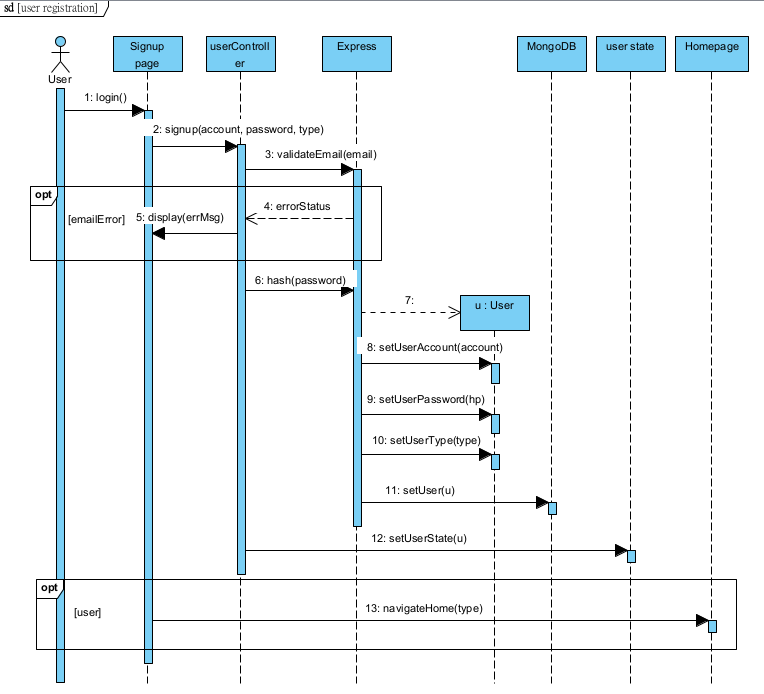 sd [user registration]
Signup
page
userControll
er
Express
MongoDB
user state
Homepage
User
1: login()
2: signup(account, password, type)
3: validateEmail(email)
opt
[emailError]
4: errorStatus
5: display(errMsg)
6: hash(password)
7:
u : User
8: setUserAccount(account)
9: setUserPassword(hp)
10: setUserType(type)
11: setUser(u)
12: setUserState(u)
opt
[user]
13: navigateHome(type)